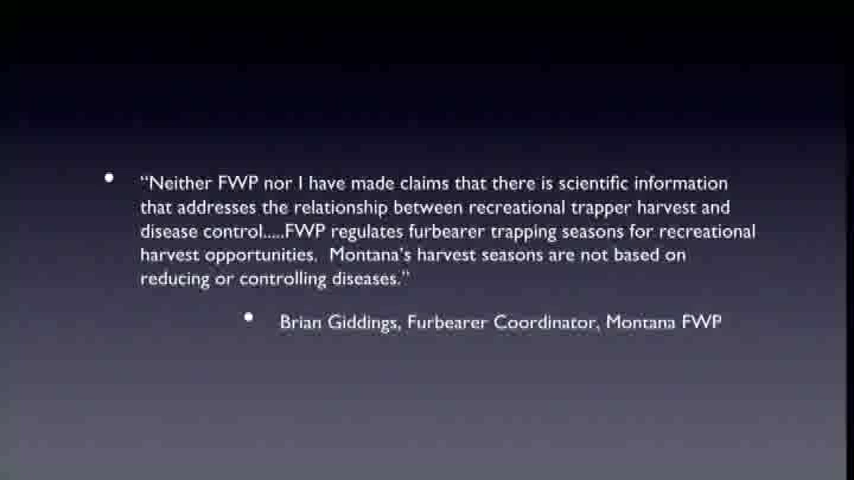 • “Neither FWP nor I have made claims that there is scientific information
that addresses the relationship between recreational trapper harvest and
disease control.....FWP regulates furbearer trapping seasons for recreational
harvest opportunities.  Montana’s harvest seasons are not based on
reducing or controlling diseases.”
• Brian Giddings, Furbearer Coordinator, Montana FWP